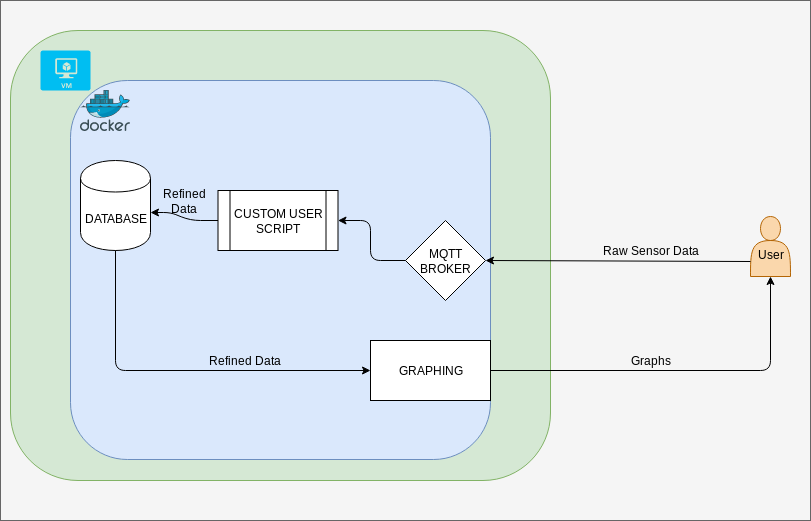 VM
docker
Refined
Data
DATABASE
CUSTOM USER
SCRIPT
MQTT
BROKER
Raw Sensor Data
User
Refined Data
GRAPHING
Graphs